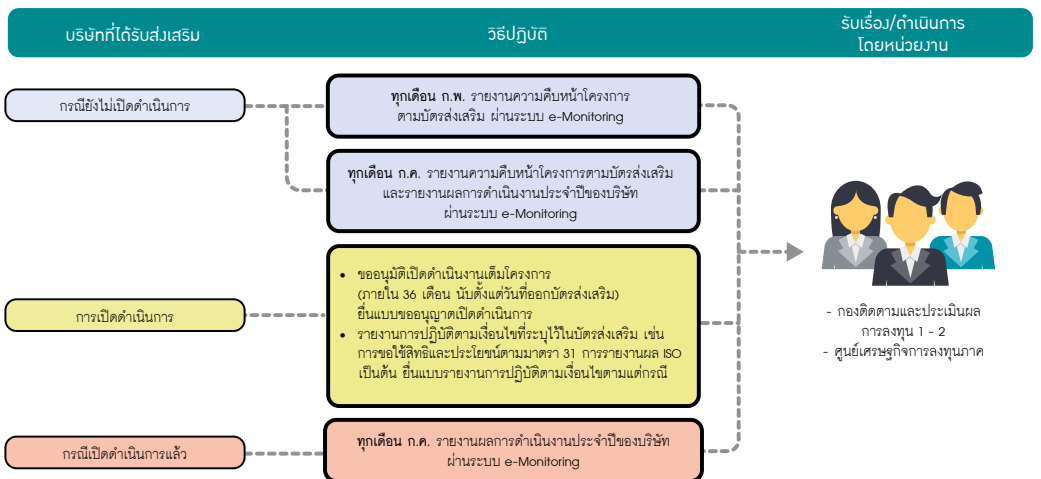 บริษัทที่ได้รับส่งเสริม
วิธีปฏิบัติ
รับเรื่อง/ดำเนินการ
โดยหน่วยงาน
กรณียังไม่เปิดดำเนินการ
ทุกเดือน ก.พ. รายงานความคืบหน้าโครงการ
ตามบัตรส่งเสริม ผ่านระบบ e-Monitoring
ทุกเดือน ก.ค. รายงานความคืบหน้าโครงการตามบัตรส่งเสริม
และรายงานผลการดำเนินงานประจำปีของบริษัท
ผ่านระบบ e-Monitoring
การเปิดดำเนินการ
• ขออนุมัติเปิดดำเนินงานเต็มโครงการ
(ภายใน 36 เดือน นับตั้งแต่วันที่ออกบัตรส่งเสริม)
ยื่นแบบขออนุญาตเปิดดำเนินการ
• รายงานการปฏิบัติตามเงื่อนไขที่ระบุไว้ในบัตรส่งเสริม เช่น
การขอใช้สิทธิและประโยชน์ตามมาตรา 31 การรายงานผล ISO
เป็นต้น ยื่นแบบรายงานการปฏิบัติตามเงื่อนไขตามแต่กรณี
กรณีเปิดดำเนินการแล้ว
ทุกเดือน ก.ค. รายงานผลการดำเนินงานประจำปีของบริษัท
ผ่านระบบ e-Monitoring
- กองติดตามและประเมินผล
การลงทุน 1 - 2
- ศูนย์เศรษฐกิจการลงทุนภาค